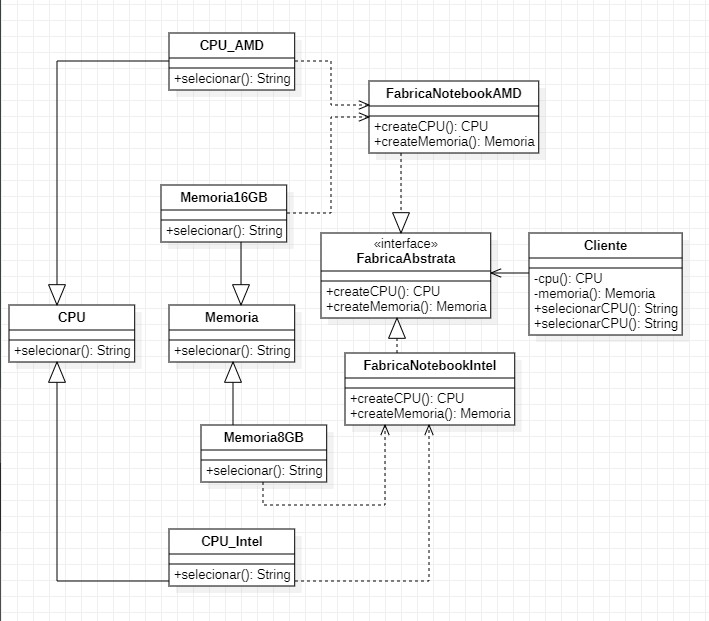 CPU_AMD
+selecionar(): String
FabricaNotebookAMD
+createCPU(): CPU
+createMemoria(): Memoria
Memoria16GB
+selecionar(): String
«interface»
FabricaAbstrata
+createCPU(): CPU
+createMemoria(): Memoria
Cliente
-cpu(): CPU
-memoria(): Memoria
+selecionarCPU(): String
+selecionarCPU(): String
CPU
+selecionar(): String
Memoria
+selecionar(): String
FabricaNotebookIntel
+createCPU(): CPU
+createMemoria(): Memoria
Memoria8GB
+selecionar(): String
CPU_Intel
+selecionar(): String